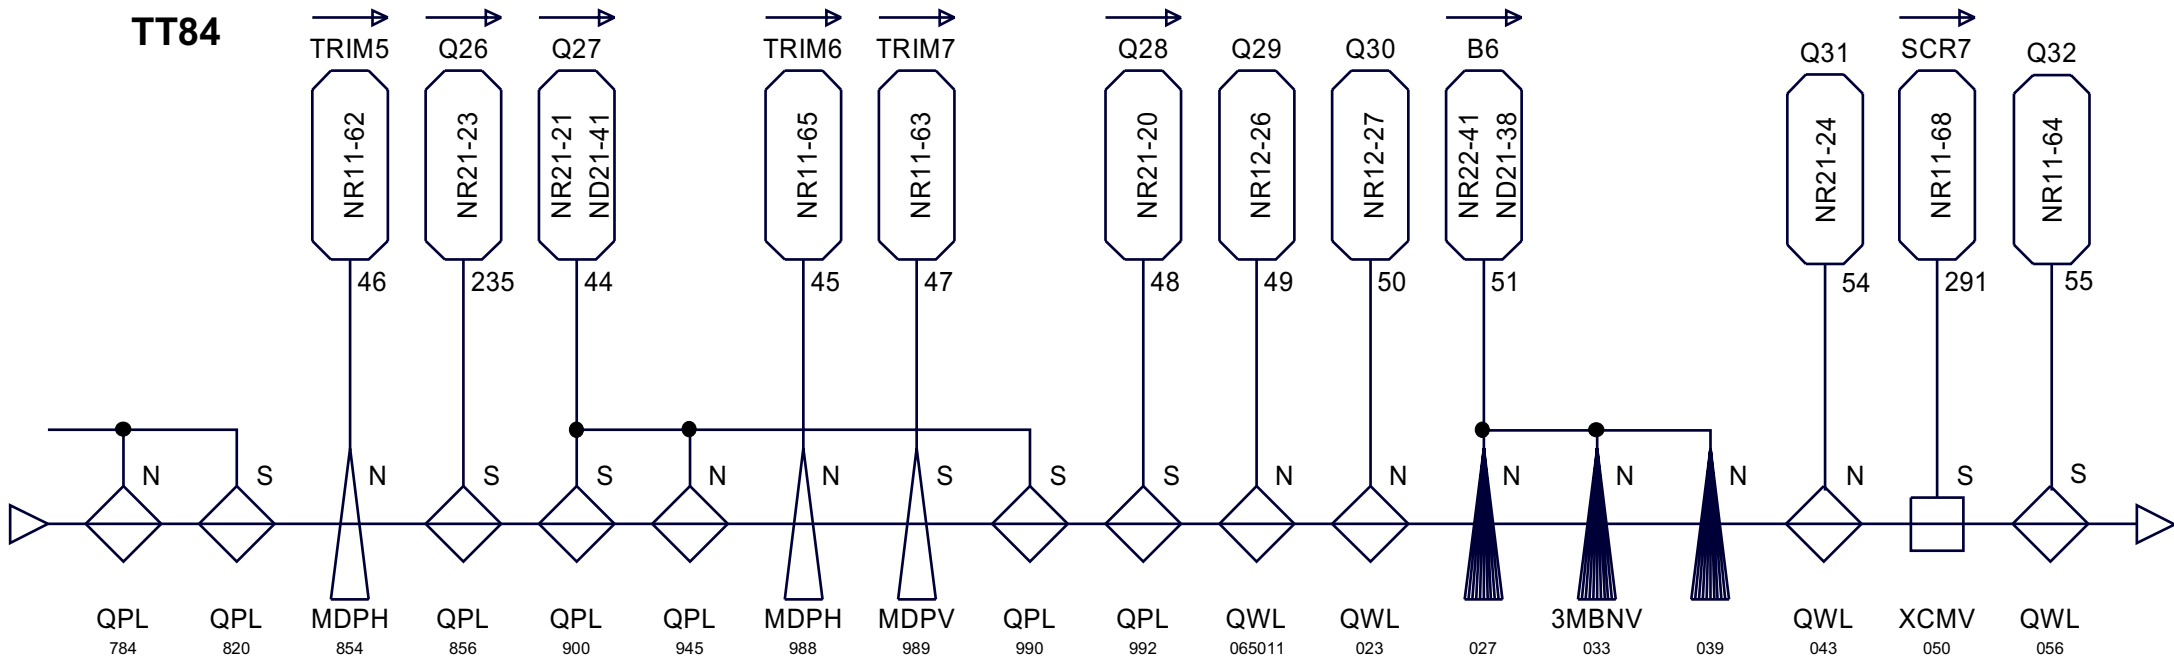 TT84
TRIM5 Q26 Q27 TRIM6 TRIM7 Q28 Q29 Q30 B6 Q31 SCR7 Q32
NR11-62
NR21-23
NR21-21
ND21-41
NR11-65
NR11-63
NR21-20
NR12-26
NR12-27
NR22-41
ND21-38
NR21-24
NR11-68
NR11-64
46 235 44 45 47 48 49 50 51 54 291 55
N S N S S N N S S S N N N N N N S S
QPL QPL MDPH QPL QPL QPL MDPH MDPV QPL QPL QWL QWL 3MBNV QWL XCMV QWL
784 820 854 856 900 945 988 989 990 992 065011 023 027 033 039 043 050 056